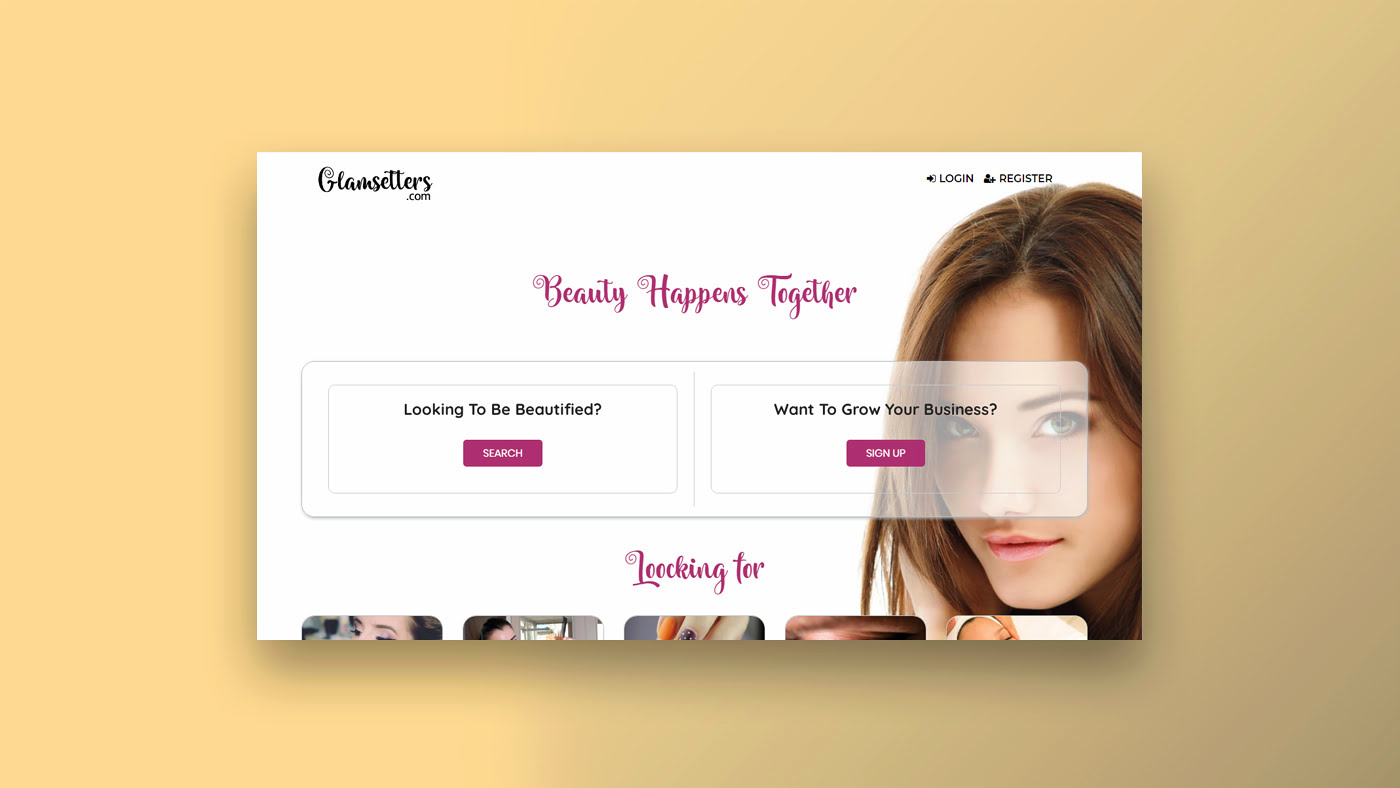 Glamsetters
.com
LOGIN REGISTER
Beauty Happens Together
Looking To Be Beautified?
SEARCH
Want To Grow Your Business?
SIGN UP
Loocking for